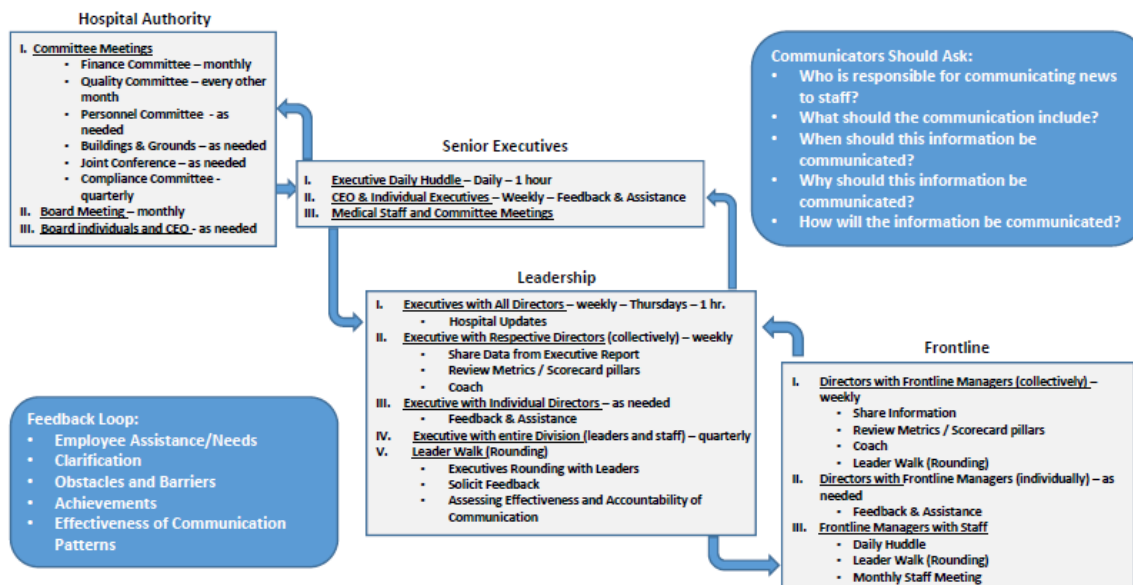 Hospital Authority
I. Committee Meetings
• Finance Committee – monthly
• Quality Committee – every other
month
• Personnel Committee - as
needed
• Buildings & Grounds – as needed
• Joint Conference – as needed
• Compliance Committee -
quarterly
II. Board Meeting – monthly
III. Board individuals and CEO - as needed
Senior Executives
I. Executive Daily Huddle – Daily – 1 hour
II. CEO & Individual Executives – Weekly – Feedback & Assistance
III. Medical Staff and Committee Meetings
Communicators Should Ask:
• Who is responsible for communicating news
to staff?
• What should the communication include?
• When should this information be
communicated?
• Why should this information be
communicated?
• How will the information be communicated?
Leadership
I. Executives with All Directors – weekly – Thursdays – 1 hr.
• Hospital Updates
II. Executive with Respective Directors (collectively) – weekly
• Share Data from Executive Report
• Review Metrics / Scorecard pillars
• Coach
III. Executive with Individual Directors – as needed
• Feedback & Assistance
IV. Executive with entire Division (leaders and staff) – quarterly
V. Leader Walk (Rounding)
• Executives Rounding with Leaders
• Solicit Feedback
• Assessing Effectiveness and Accountability of
Communication
Feedback Loop:
• Employee Assistance/Needs
• Clarification
• Obstacles and Barriers
• Achievements
• Effectiveness of Communication
Patterns
Frontline
I. Directors with Frontline Managers (collectively) –
weekly
• Share Information
• Review Metrics / Scorecard pillars
• Coach
• Leader Walk (Rounding)
II. Directors with Frontline Managers (individually) – as
needed
• Feedback & Assistance
III. Frontline Managers with Staff
• Daily Huddle
• Leader Walk (Rounding)
• Monthly Staff Meeting